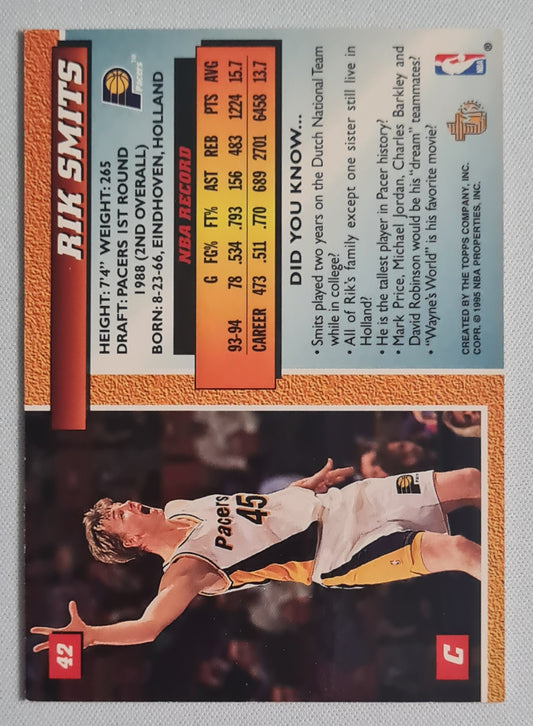 42
Pacers
45
C
RIK SMITS
HEIGHT: 7'4" WEIGHT: 265
DRAFT: PACERS 1ST ROUND
1988 (2ND OVERALL)
BORN: 8-23-66, EINDHOVEN, HOLLAND
Pacers
NBA RECORD
G FG% FT% AST REB PTS AVG
93-94 78 .534 .793 156 483 1224 15.7
CAREER 473 .511 .770 689 2701 6458 13.7
DID YOU KNOW...
• Smits played two years on the Dutch National Team
while in college?
• All of Rik's family except one sister still live in
Holland?
• He is the tallest player in Pacer history?
• Mark Price, Michael Jordan, Charles Barkley and
David Robinson would be his "dream" teammates?
• "Wayne's World" is his favorite movie?
CREATED BY THE TOPPS COMPANY, INC.
COPR. © 1995 NBA PROPERTIES, INC.
NBA
®